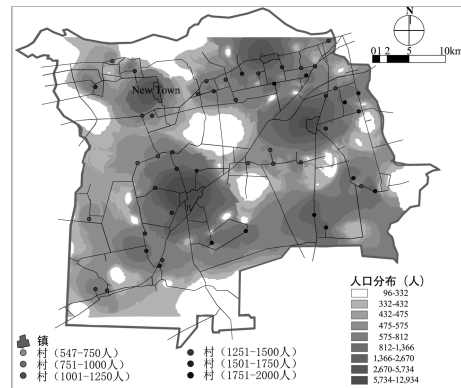 N
0 1 2 5 10km
New Town
人口分布（人）
96-332
332-432
432-475
475-575
575-812
812-1,366
1,366-2,670
2,670-5,734
5,734-12,934
镇
村（547-750人）
村（751-1000人）
村（1001-1250人）
村（1251-1500人）
村（1501-1750人）
村（1751-2000人）